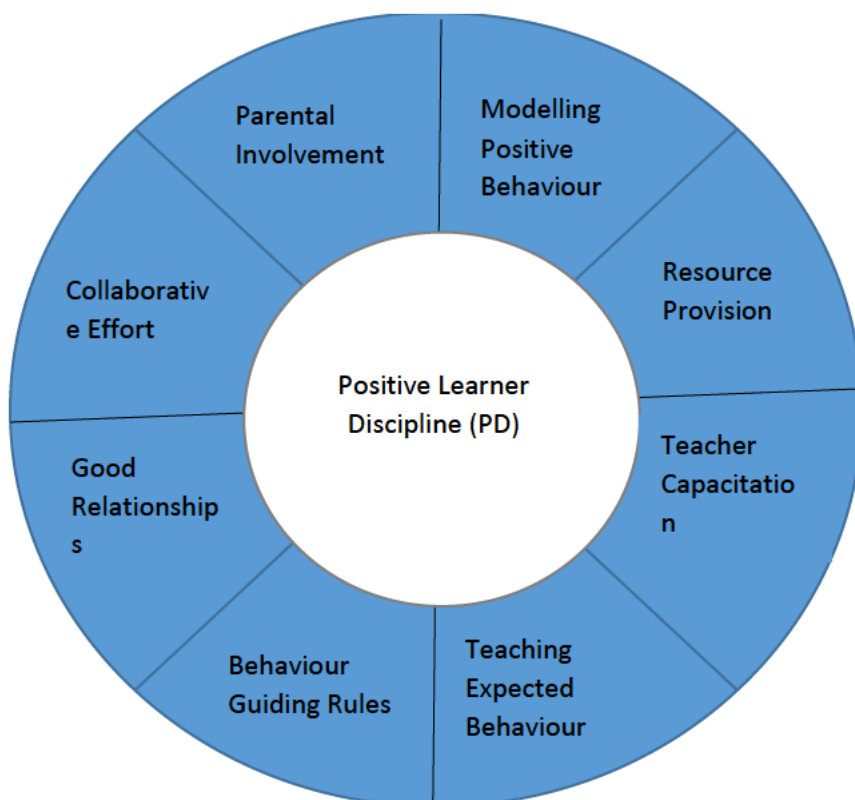 Parental
Involvement
Modelling
Positive
Behaviour
Collaborativ
e Effort
Resource
Provision
Positive Learner
Discipline (PD)
Good
Relationship
s
Teacher
Capacitatio
n
Behaviour
Guiding Rules
Teaching
Expected
Behaviour